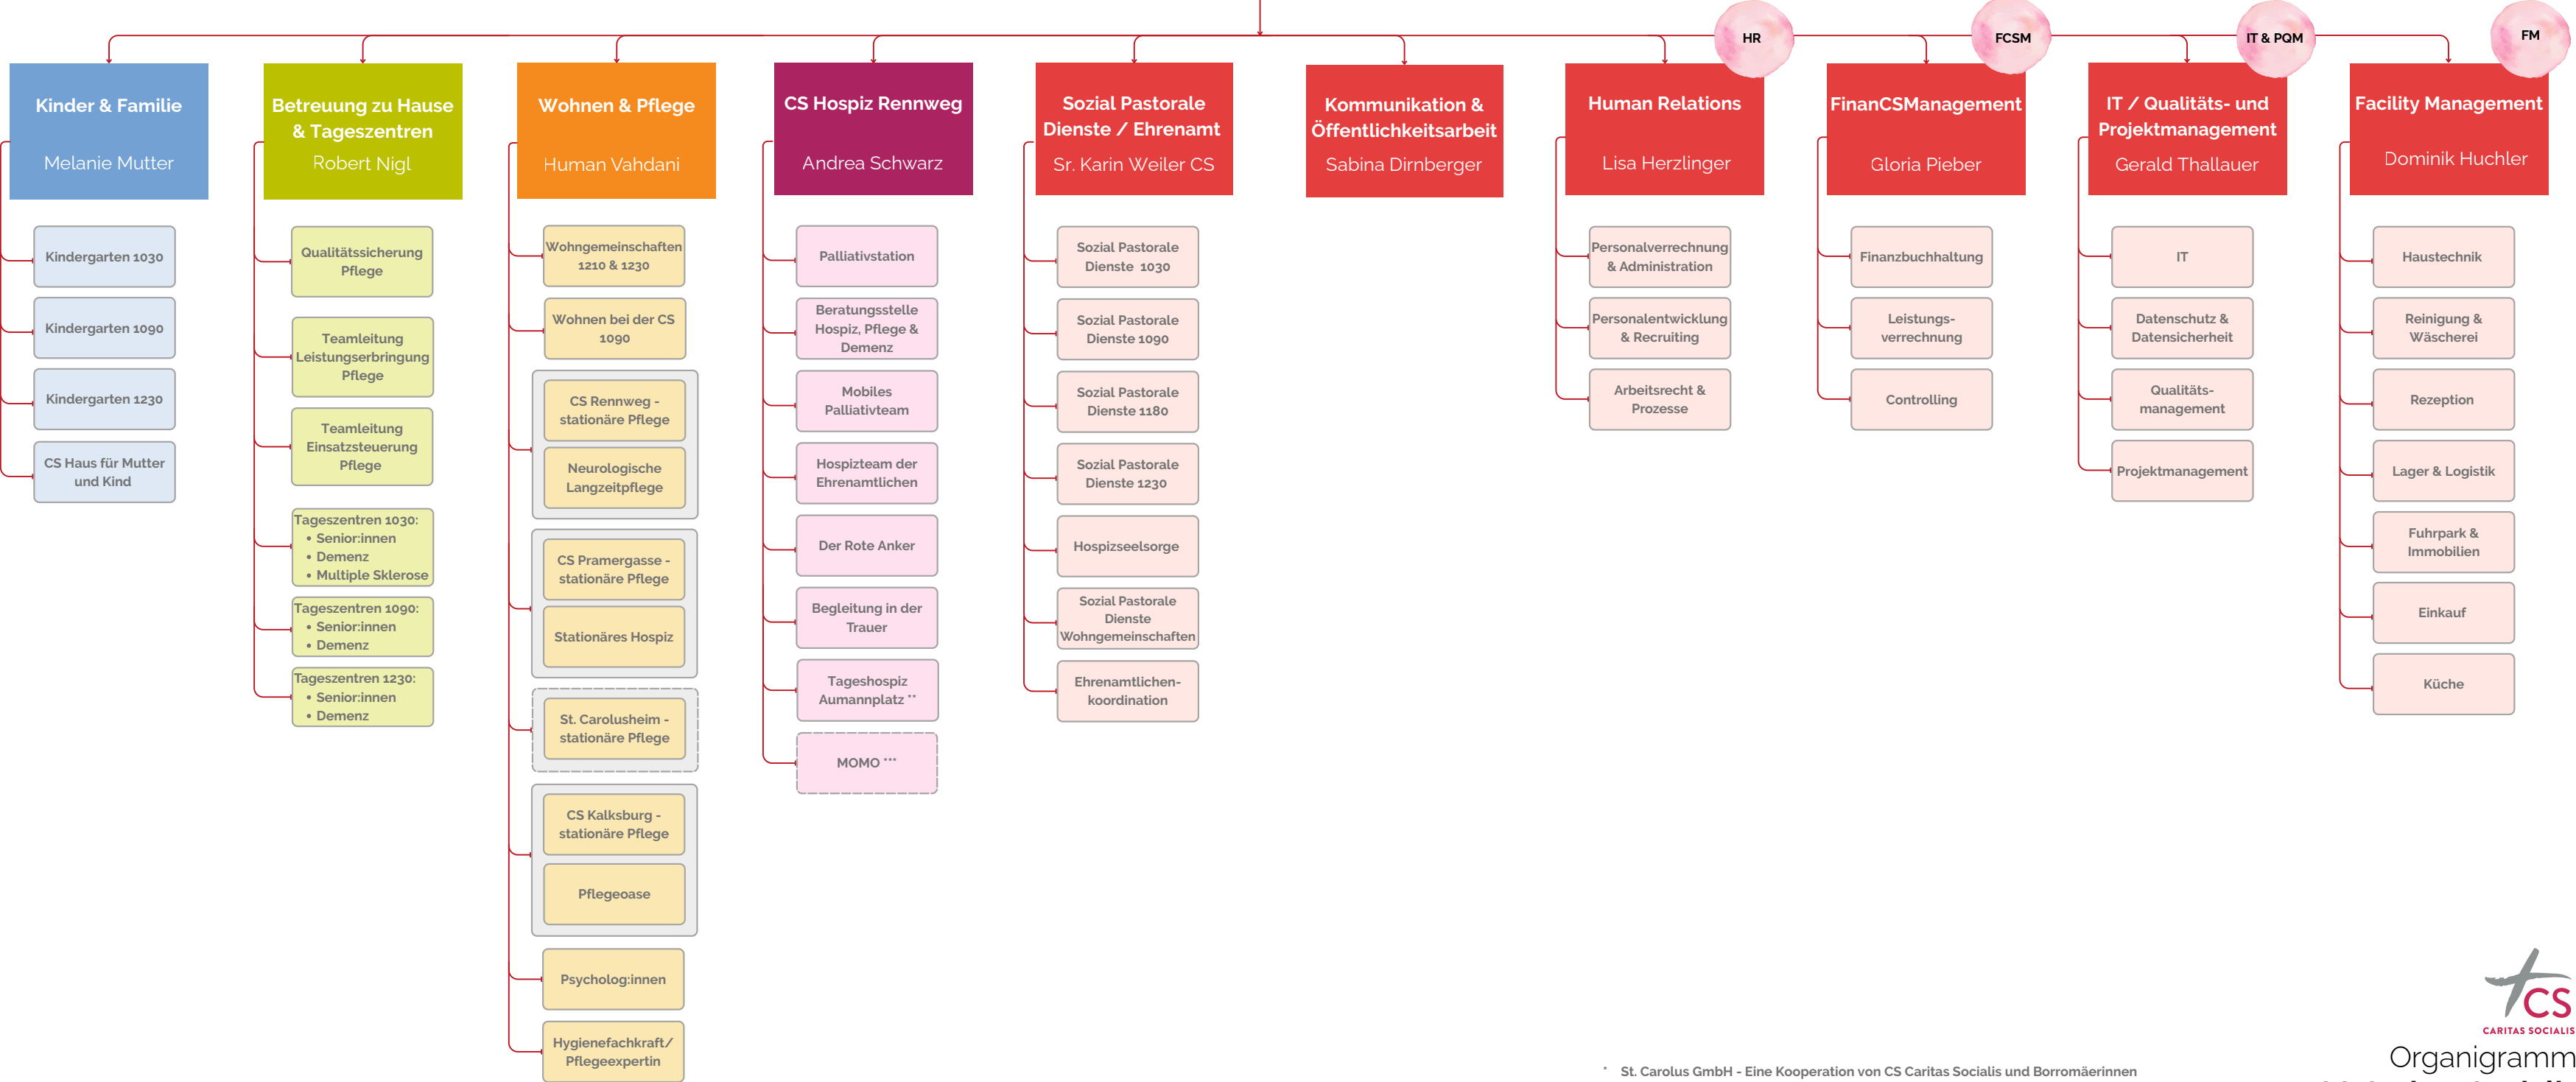 HR
FCSM
IT & PQM
FM
Kinder & Familie
Melanie Mutter
Kindergarten 1030
Kindergarten 1090
Kindergarten 1230
CS Haus für Mutter
und Kind
Betreuung zu Hause
& Tageszentren
Robert Nigl
Qualitätssicherung
Pflege
Teamleitung
Leistungserbringung
Pflege
Teamleitung
Einsatzsteuerung
Pflege
Tageszentren 1030:
• Senior:innen
• Demenz
• Multiple Sklerose
Tageszentren 1090:
• Senior:innen
• Demenz
Tageszentren 1230:
• Senior:innen
• Demenz
Wohnen & Pflege
Human Vahdani
Wohngemeinschaften
1210 & 1230
Wohnen bei der CS
1090
CS Rennweg -
stationäre Pflege
Neurologische
Langzeitpflege
CS Pramergasse -
stationäre Pflege
Stationäres Hospiz
St. Carolusheim -
stationäre Pflege
CS Kalksburg -
stationäre Pflege
Pflegeoase
Psycholog:innen
Hygienefachkraft/
Pflegeexpertin
CS Hospiz Rennweg
Andrea Schwarz
Palliativstation
Beratungsstelle
Hospiz, Pflege &
Demenz
Mobiles
Palliativteam
Hospizteam der
Ehrenamtlichen
Der Rote Anker
Begleitung in der
Trauer
Tageshospiz
Aumannplatz **
MOMO ***
Sozial Pastorale
Dienste / Ehrenamt
Sr. Karin Weiler CS
Sozial Pastorale
Dienste 1030
Sozial Pastorale
Dienste 1090
Sozial Pastorale
Dienste 1180
Sozial Pastorale
Dienste 1230
Hospizseelsorge
Sozial Pastorale
Dienste
Wohngemeinschaften
Ehrenamtlichen-
koordination
Kommunikation &
Öffentlichkeitsarbeit
Sabina Dirnberger
Human Relations
Lisa Herzlinger
Personalverrechnung
& Administration
Personalentwicklung
& Recruiting
Arbeitsrecht &
Prozesse
FinanCSManagement
Gloria Pieber
Finanzbuchhaltung
Leistungs-
verrechnung
Controlling
IT / Qualitäts- und
Projektmanagement
Gerald Thallauer
IT
Datenschutz &
Datensicherheit
Qualitäts-
management
Projektmanagement
Facility Management
Dominik Huchler
Haustechnik
Reinigung &
Wäscherei
Rezeption
Lager & Logistik
Fuhrpark &
Immobilien
Einkauf
Küche
CS
CARITAS SOCIALIS
Organigramm
* St. Carolus GmbH - Eine Kooperation von CS Caritas Socialis und Borromäerinnen